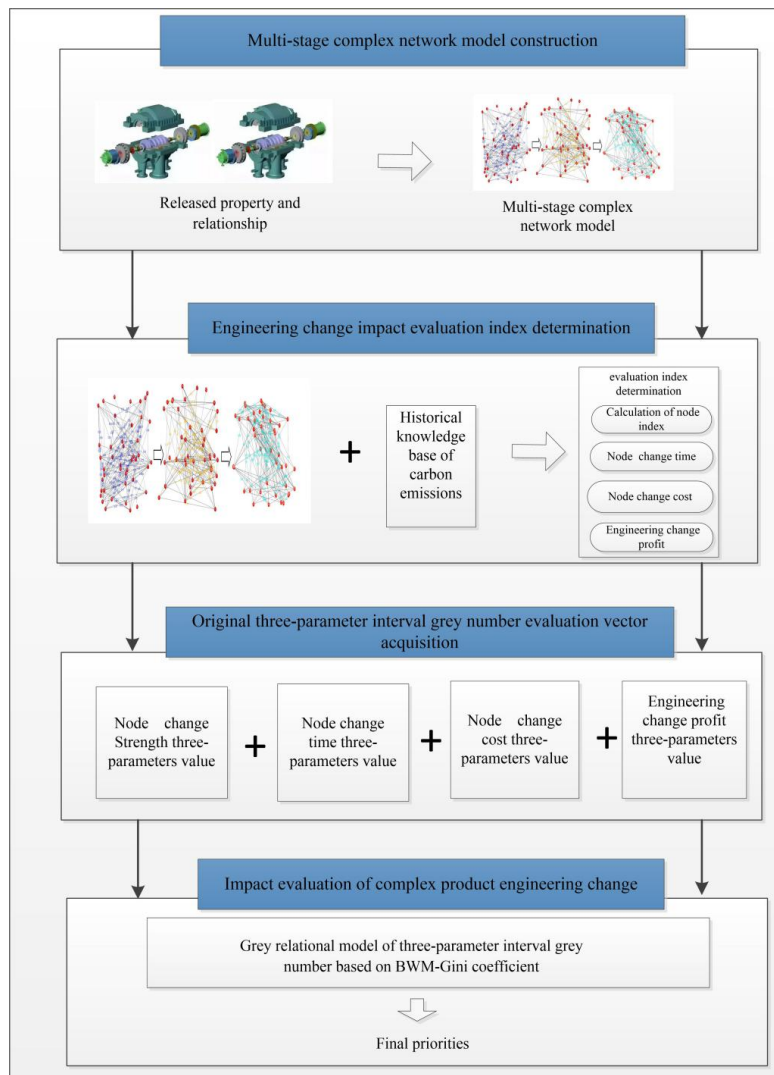 Multi-stage complex network model construction
Released property and
relationship
Multi-stage complex
network model
Engineering change impact evaluation index determination
Historical
knowledge
base of
carbon
emissions
evaluation index
determination
Calculation of node
index
Node change time
Node change cost
Engineering change
profit
Original three-parameter interval grey number evaluation vector
acquisition
Node change
Strength three-
parameters value
Node change
time three-
parameters value
Node change
cost three-
parameters value
Engineering
change profit
three-parameters
value
Impact evaluation of complex product engineering change
Grey relational model of three-parameter interval grey
number based on BWM-Gini coefficient
Final priorities